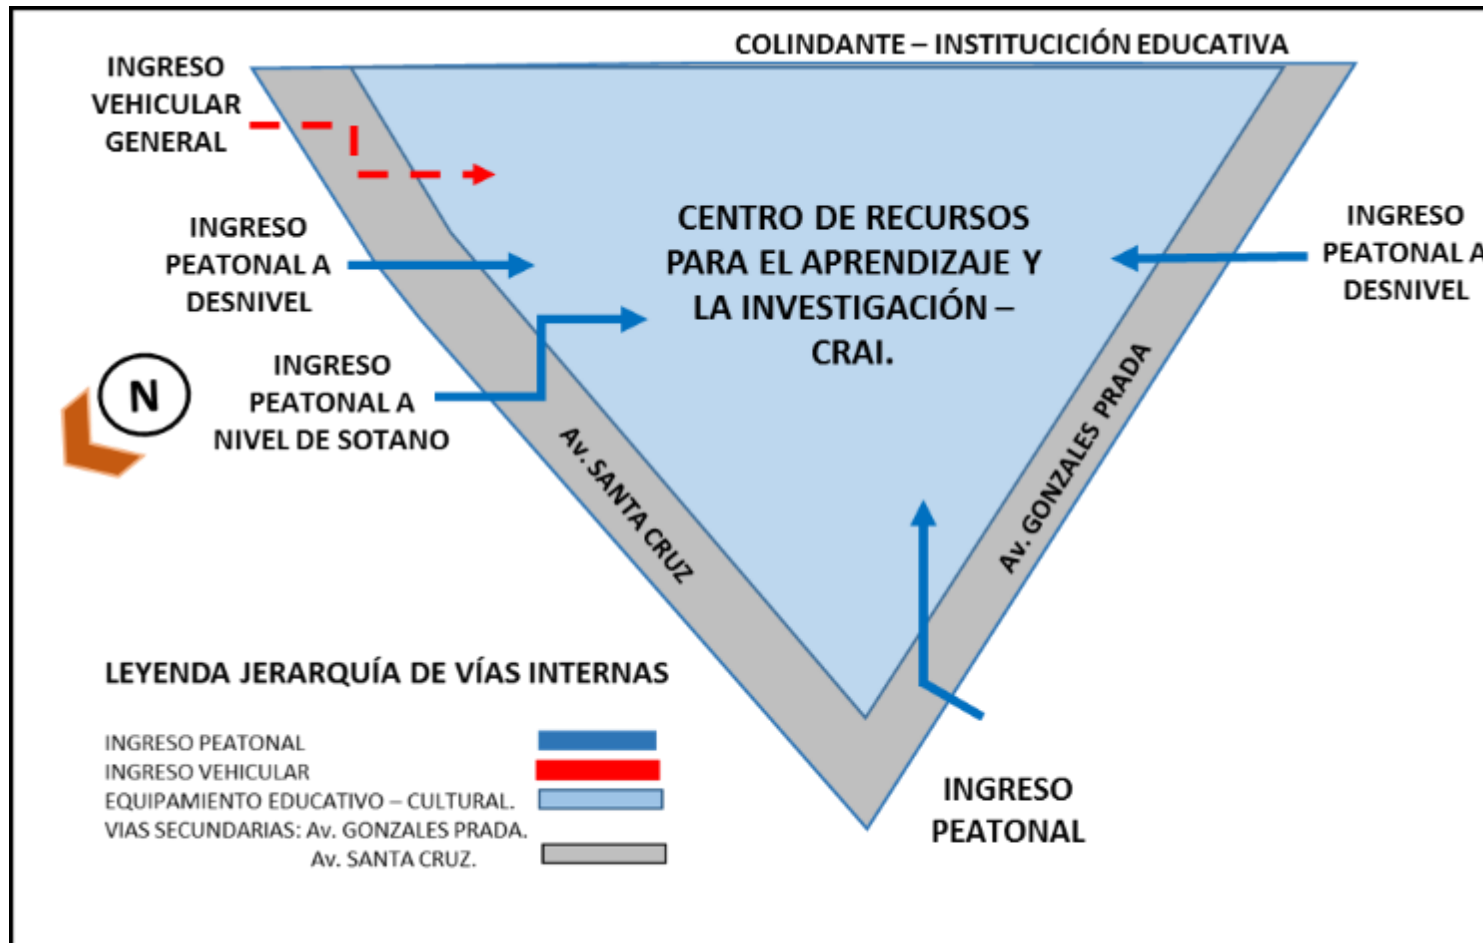 COLINDANTE – INSTITUCICIÓN EDUCATIVA
INGRESO
VEHICULAR
GENERAL
INGRESO
PEATONAL A
DESNIVEL
CENTRO DE RECURSOS
PARA EL APRENDIZAJE Y
LA INVESTIGACIÓN –
CRAI.
INGRESO
PEATONAL A
DESNIVEL
INGRESO
PEATONAL A
NIVEL DE SOTANO
N
Av. SANTA CRUZ
Av. GONZALES PRADA
LEYENDA JERARQUÍA DE VÍAS INTERNAS
INGRESO PEATONAL
INGRESO VEHICULAR
EQUIPAMIENTO EDUCATIVO – CULTURAL.
VIAS SECUNDARIAS: Av. GONZALES PRADA.
Av. SANTA CRUZ.
INGRESO
PEATONAL